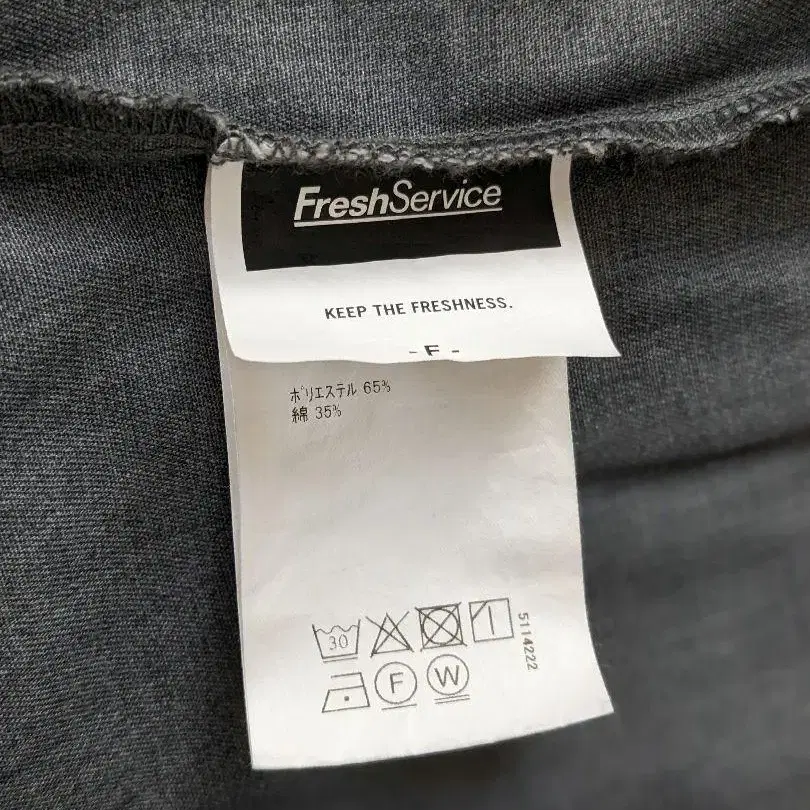 FreshService
KEEP THE FRESHNESS.
- F -
ポリエステル 65%
綿 35%
30
5114222
F W